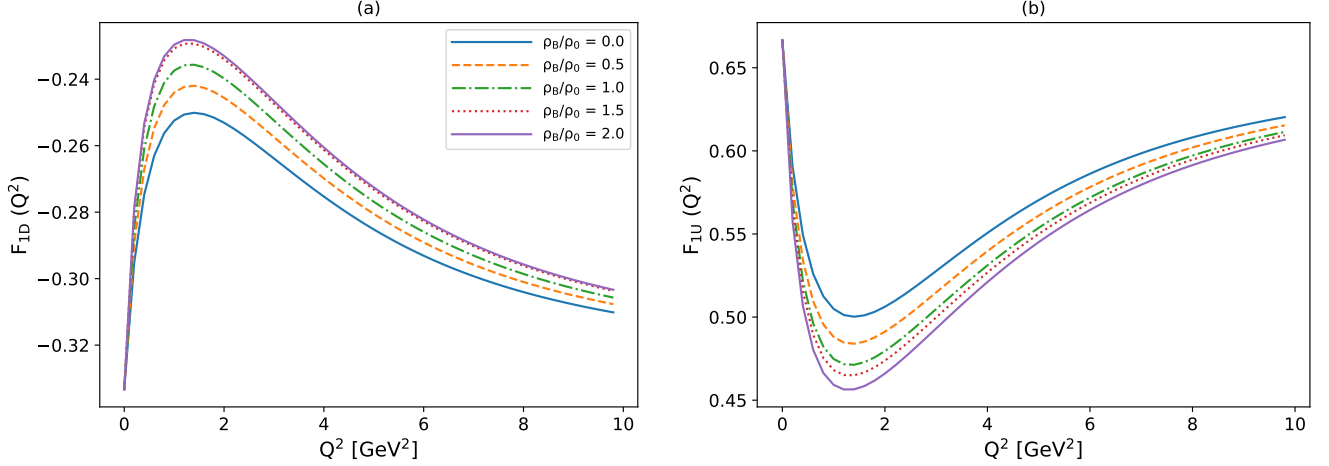 (a)
F1D (Q²)
−0.24
−0.26
−0.28
−0.30
−0.32
ρB/ρ0 = 0.0
ρB/ρ0 = 0.5
ρB/ρ0 = 1.0
ρB/ρ0 = 1.5
ρB/ρ0 = 2.0
0 2 4 6 8 10
Q² [GeV²]
(b)
F1U (Q²)
0.65
0.60
0.55
0.50
0.45
0 2 4 6 8 10
Q² [GeV²]